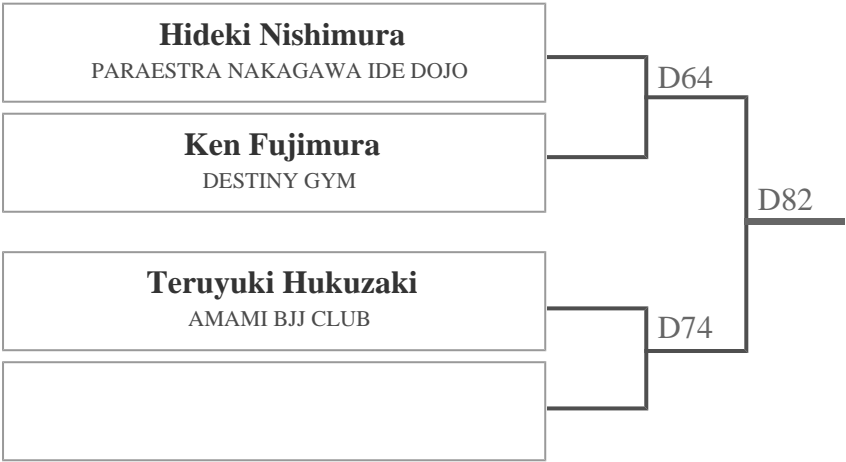 Hideki Nishimura
PARAESTRA NAKAGAWA IDE DOJO
D64
Ken Fujimura
DESTINY GYM
D82
Teruyuki Hukuzaki
AMAMI BJJ CLUB
D74